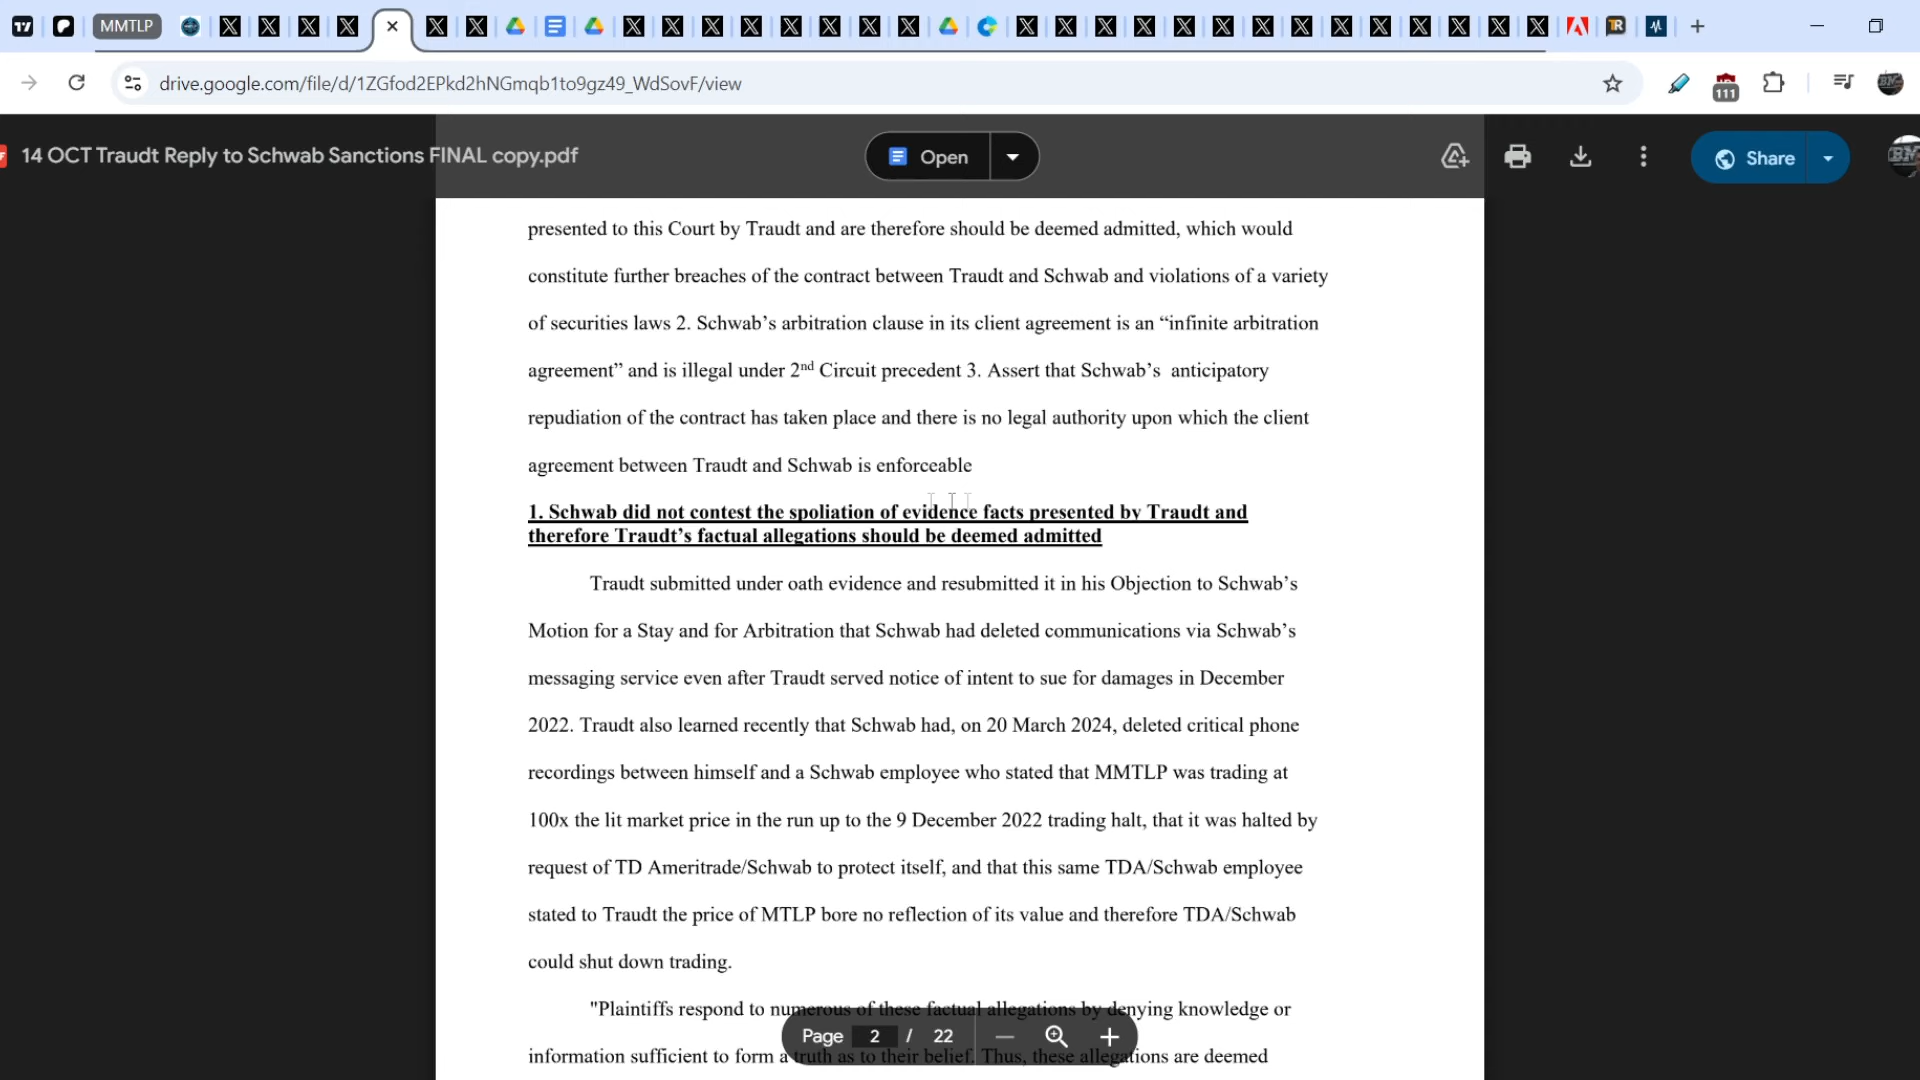 MMTLP
drive.google.com/file/d/1ZGfod2EPkd2hNGmqb1to9gz49_WdSovF/view
111
14 OCT Traudt Reply to Schwab Sanctions FINAL copy.pdf
Open
Share
presented to this Court by Traudt and are therefore should be deemed admitted, which would
constitute further breaches of the contract between Traudt and Schwab and violations of a variety
of securities laws 2. Schwab’s arbitration clause in its client agreement is an “infinite arbitration
agreement” and is illegal under 2nd Circuit precedent 3. Assert that Schwab’s anticipatory
repudiation of the contract has taken place and there is no legal authority upon which the client
agreement between Traudt and Schwab is enforceable
1. Schwab did not contest the spoliation of evidence facts presented by Traudt and
therefore Traudt’s factual allegations should be deemed admitted
Traudt submitted under oath evidence and resubmitted it in his Objection to Schwab’s
Motion for a Stay and for Arbitration that Schwab had deleted communications via Schwab’s
messaging service even after Traudt served notice of intent to sue for damages in December
2022. Traudt also learned recently that Schwab had, on 20 March 2024, deleted critical phone
recordings between himself and a Schwab employee who stated that MMTLP was trading at
100x the lit market price in the run up to the 9 December 2022 trading halt, that it was halted by
request of TD Ameritrade/Schwab to protect itself, and that this same TDA/Schwab employee
stated to Traudt the price of MTLP bore no reflection of its value and therefore TDA/Schwab
could shut down trading.
"Plaintiffs respond to numerous of these factual allegations by denying knowledge or
Page 2 / 22
information sufficient to form a truth as to their belief. Thus, these allegations are deemed